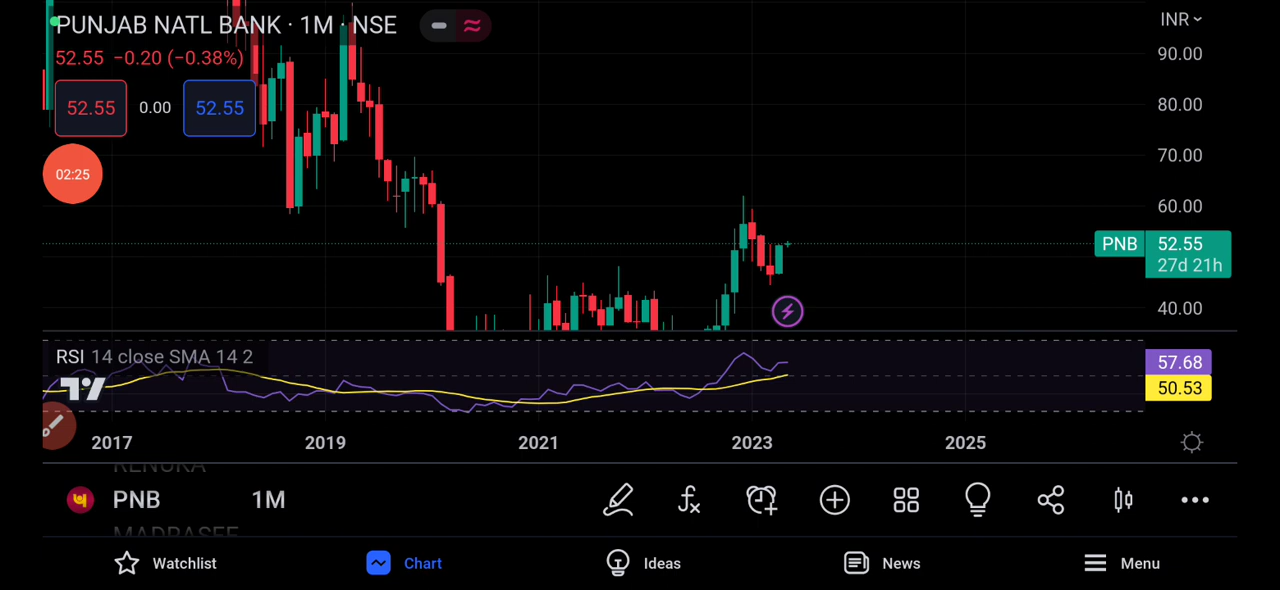 PUNJAB NATL BANK · 1M · NSE
INR
52.55 −0.20 (−0.38%)
90.00
52.55 0.00 52.55
80.00
02:25
70.00
60.00
PNB 52.55
27d 21h
40.00
RSI 14 close SMA 14 2
57.68
50.53
2017 2019 2021 2023 2025
RENUKA
PNB 1M
MADRASFF
Watchlist Chart Ideas News Menu